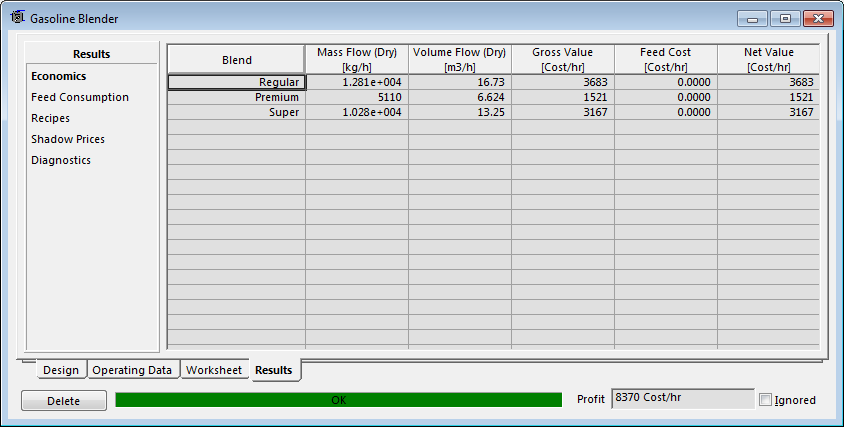 Gasoline Blender
Results
Economics
Feed Consumption
Recipes
Shadow Prices
Diagnostics
Blend Mass Flow (Dry) [kg/h] Volume Flow (Dry) [m3/h] Gross Value [Cost/hr] Feed Cost [Cost/hr] Net Value [Cost/hr]
Regular 1.281e+004 16.73 3683 0.0000 3683
Premium 5110 6.624 1521 0.0000 1521
Super 1.028e+004 13.25 3167 0.0000 3167
Design Operating Data Worksheet Results
Delete OK Profit 8370 Cost/hr Ignored